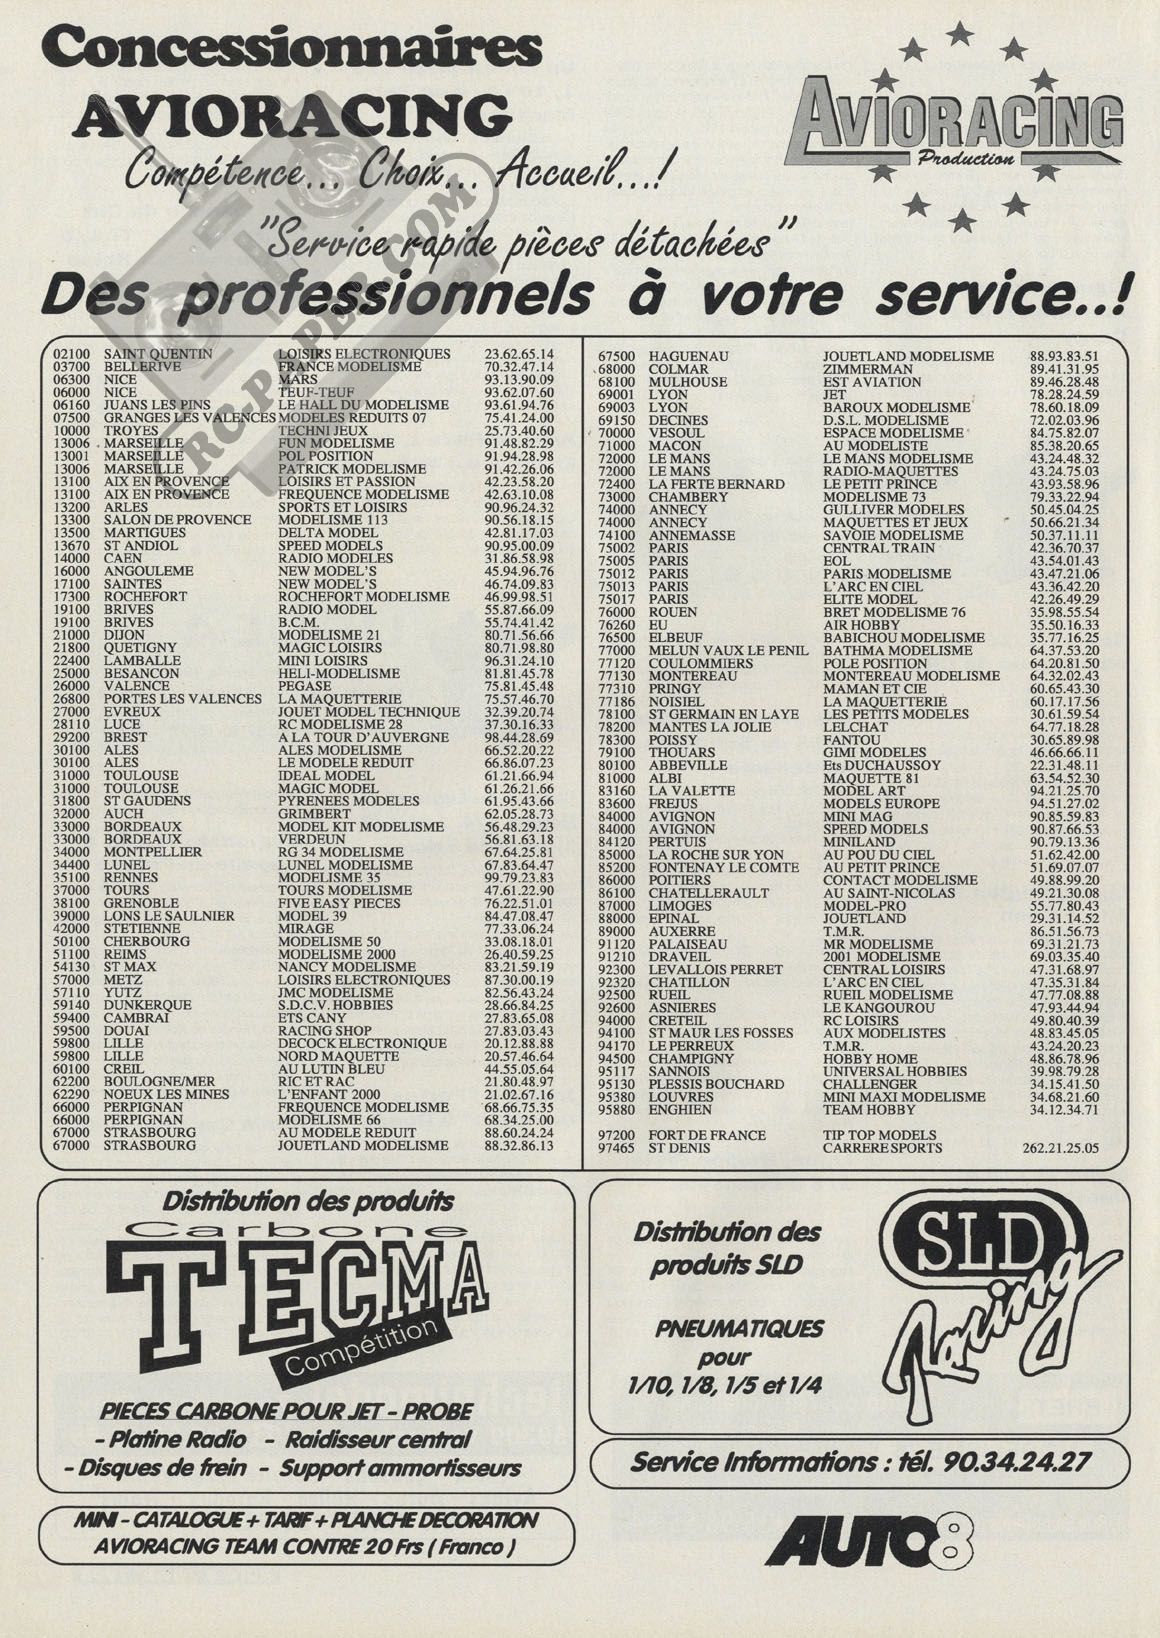 Concessionnaires
AVIORACING
Compétence... Choix... Accueil...!
"Service rapide pièces détachées"
AVIORACING
Production
RC-PAPER.COM
Des professionnels à votre service..!
02100 SAINT QUENTIN LOISIRS ELECTRONIQUES 23.62.65.14
03700 BELLERIVE FRANCE MODELISME 70.32.47.14
06300 NICE MARS 93.13.90.09
06000 NICE TEUF-TEUF 93.62.07.60
06160 JUANS LES PINS LE HALL DU MODELISME 93.61.94.76
07500 GRANGES LES VALENCES MODELES REDUITS 07 75.41.24.00
10000 TROYES TECHNI JEUX 25.73.40.60
13006 MARSEILLE FUN MODELISME 91.48.82.29
13001 MARSEILLE POL POSITION 91.94.28.98
13006 MARSEILLE PATRICK MODELISME 91.42.26.06
13100 AIX EN PROVENCE LOISIRS ET PASSION 42.23.58.20
13100 AIX EN PROVENCE FREQUENCE MODELISME 42.63.10.08
13200 ARLES SPORTS ET LOISIRS 90.96.24.32
13300 SALON DE PROVENCE MODELISME 113 90.56.18.15
13500 MARTIGUES DELTA MODEL 42.81.17.03
13670 ST ANDIOL SPEED MODELS 90.95.00.09
14000 CAEN RADIO MODELES 31.86.58.98
16000 ANGOULEME NEW MODEL'S 45.94.96.76
17100 SAINTES NEW MODEL'S 46.74.09.83
17300 ROCHEFORT ROCHEFORT MODELISME 46.99.98.51
19100 BRIVES RADIO MODEL 55.87.66.09
19100 BRIVES B.C.M. 55.74.41.42
21000 DIJON MODELISME 21 80.71.56.66
21800 QUETIGNY MAGIC LOISIRS 80.71.98.80
22400 LAMBALLE MINI LOISIRS 96.31.24.10
25000 BESANCON HELI-MODELISME 81.81.45.78
26000 VALENCE PEGASE 75.81.45.48
26800 PORTES LES VALENCES LA MAQUETTERIE 75.57.46.70
27000 EVREUX JOUET MODEL TECHNIQUE 32.39.20.74
28110 LUCE RC MODELISME 28 37.30.16.33
29200 BREST A LA TOUR D'AUVERGNE 98.44.28.69
30100 ALES ALES MODELISME 66.52.20.22
30100 ALES LE MODELE REDUIT 66.86.07.23
31000 TOULOUSE IDEAL MODEL 61.21.66.94
31000 TOULOUSE MAGIC MODEL 61.26.21.66
31800 ST GAUDENS PYRENEES MODELES 61.95.43.66
32000 AUCH GRIMBERT 62.05.28.73
33000 BORDEAUX MODEL KIT MODELISME 56.48.29.23
33000 BORDEAUX VERDEUN 56.81.63.18
34000 MONTPELLIER RG 34 MODELISME 67.64.25.81
34400 LUNEL LUNEL MODELISME 67.83.64.47
35100 RENNES MODELISME 35 99.79.23.83
37000 TOURS TOURS MODELISME 47.61.22.90
38100 GRENOBLE FIVE EASY PIECES 76.22.51.01
39000 LONS LE SAULNIER MODEL 39 84.47.08.47
42000 STETIENNE MIRAGE 77.33.06.24
50100 CHERBOURG MODELISME 50 33.08.18.01
51100 REIMS MODELISME 2000 26.40.59.25
54130 ST MAX NANCY MODELISME 83.21.59.19
57000 METZ LOISIRS ELECTRONIQUES 87.30.00.19
57110 YUTZ JMC MODELISME 82.56.43.24
59140 DUNKERQUE S.D.C.V. HOBBIES 28.66.84.25
59400 CAMBRAI ETS CANY 27.83.65.08
59500 DOUAI RACING SHOP 27.83.03.43
59800 LILLE DECOCK ELECTRONIQUE 20.12.88.88
59800 LILLE NORD MAQUETTE 20.57.46.64
60100 CREIL AU LUTIN BLEU 44.55.05.64
62200 BOULOGNE/MER RIC ET RAC 21.80.48.97
62290 NOEUX LES MINES L'ENFANT 2000 21.02.67.16
66000 PERPIGNAN FREQUENCE MODELISME 68.66.75.35
66000 PERPIGNAN MODELISME 66 68.34.25.00
67000 STRASBOURG AU MODELE REDUIT 88.60.24.24
67000 STRASBOURG JOUETLAND MODELISME 88.32.86.13
67500 HAGUENAU JOUETLAND MODELISME 88.93.83.51
68000 COLMAR ZIMMERMAN 89.41.31.95
68100 MULHOUSE EST AVIATION 89.46.28.48
69001 LYON JET 78.28.24.59
69003 LYON BAROUX MODELISME 78.60.18.09
69150 DECINES D.S.L. MODELISME 72.02.03.96
70000 VESOUL ESPACE MODELISME 84.75.82.07
71000 MACON AU MODELISTE 85.38.20.65
72000 LE MANS LE MANS MODELISME 43.24.48.32
72000 LE MANS RADIO-MAQUETTES 43.24.75.03
72400 LA FERTE BERNARD LE PETIT PRINCE 43.93.58.96
73000 CHAMBERY MODELISME 73 79.33.22.94
74000 ANNECY GULLIVER MODELES 50.45.04.25
74000 ANNECY MAQUETTES ET JEUX 50.66.21.34
74100 ANNEMASSE SAVOIE MODELISME 50.37.11.11
75002 PARIS CENTRAL TRAIN 42.36.70.37
75005 PARIS EOL 43.54.01.43
75012 PARIS PARIS MODELISME 43.47.21.06
75013 PARIS L'ARC EN CIEL 43.36.42.20
75017 PARIS ELITE MODEL 42.26.49.29
76000 ROUEN BRET MODELISME 76 35.98.55.54
76260 EU AIR HOBBY 35.50.16.33
76500 ELBEUF BABICHOU MODELISME 35.77.16.25
77000 MELUN VAUX LE PENIL BATHMA MODELISME 64.37.53.20
77120 COULOMMIERS POLE POSITION 64.20.81.50
77130 MONTEREAU MONTEREAU MODELISME 64.32.02.43
77310 PRINGY MAMAN ET CIE 60.65.43.30
77186 NOISIEL LA MAQUETTERIE 60.17.17.56
78100 ST GERMAIN EN LAYE LES PETITS MODELES 30.61.59.54
78200 MANTES LA JOLIE LELCHAT 64.77.18.28
78300 POISSY FANTOU 30.65.89.98
79100 THOUARS GIMI MODELES 46.66.66.11
80100 ABBEVILLE Ets DUCHAUSSOY 22.31.48.11
81000 ALBI MAQUETTE 81 63.54.52.30
83160 LA VALETTE MODEL ART 94.21.25.70
83600 FREJUS MODELS EUROPE 94.51.27.02
84000 AVIGNON MINI MAG 90.85.59.83
84000 AVIGNON SPEED MODELS 90.87.66.53
84120 PERTUIS MINILAND 90.79.13.36
85000 LA ROCHE SUR YON AU POU DU CIEL 51.62.42.00
85200 FONTENAY LE COMTE AU PETIT PRINCE 51.69.07.07
86000 POITIERS CONTACT MODELISME 49.88.99.20
86100 CHATELLERAULT AU SAINT-NICOLAS 49.21.30.08
87000 LIMOGES MODEL-PRO 55.77.80.43
88000 EPINAL JOUETLAND 29.31.14.52
89000 AUXERRE T.M.R. 86.51.56.73
91120 PALAISEAU MR MODELISME 69.31.21.73
91210 DRAVEIL 2001 MODELISME 69.03.35.40
92300 LEVALLOIS PERRET CENTRAL LOISIRS 47.31.68.97
92320 CHATILLON L'ARC EN CIEL 47.35.31.84
92500 RUEIL RUEIL MODELISME 47.77.08.88
92600 ASNIERES LE KANGOUROU 47.93.44.94
94000 CRETEIL RC LOISIRS 49.80.40.39
94100 ST MAUR LES FOSSES AUX MODELISTES 48.83.45.05
94170 LE PERREUX T.M.R. 43.24.20.23
94500 CHAMPIGNY HOBBY HOME 48.86.78.96
95117 SANNOIS UNIVERSAL HOBBIES 39.98.79.28
95130 PLESSIS BOUCHARD CHALLENGER 34.15.41.50
95380 LOUVRES MINI MAXI MODELISME 34.68.21.60
95880 ENGHIEN TEAM HOBBY 34.12.34.71
97200 FORT DE FRANCE TIP TOP MODELS
97465 ST DENIS CARRERE SPORTS 262.21.25.05
Distribution des produits
Carbone
TECMA
Compétition
PIECES CARBONE POUR JET - PROBE
- Platine Radio - Raidisseur central
- Disques de frein - Support ammortisseurs
MINI - CATALOGUE + TARIF + PLANCHE DECORATION
AVIORACING TEAM CONTRE 20 Frs ( Franco )
Distribution des
produits SLD
PNEUMATIQUES
pour
1/10, 1/8, 1/5 et 1/4
SLD
Racing
Service Informations : tél. 90.34.24.27
AUTO8